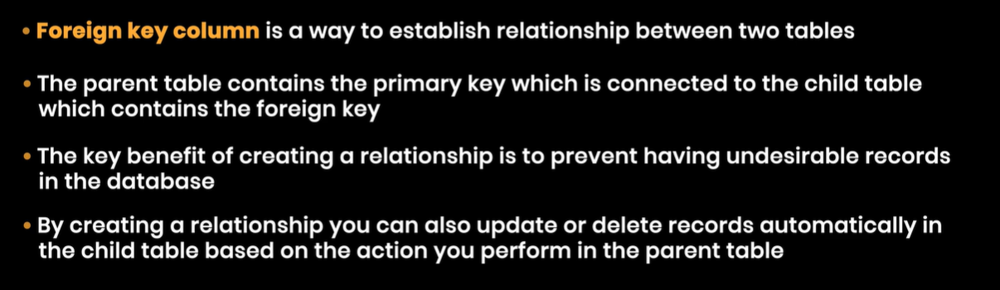 • Foreign key column is a way to establish relationship between two tables
• The parent table contains the primary key which is connected to the child table
which contains the foreign key
• The key benefit of creating a relationship is to prevent having undesirable records
in the database
• By creating a relationship you can also update or delete records automatically in
the child table based on the action you perform in the parent table